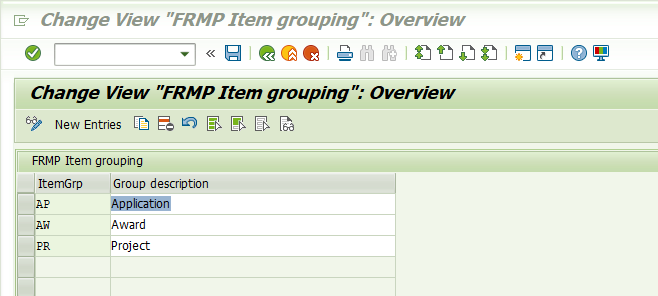 Change View "FRMP Item grouping": Overview
Change View "FRMP Item grouping": Overview
New Entries
FRMP Item grouping
ItemGrp Group description
AP Application
AW Award
PR Project